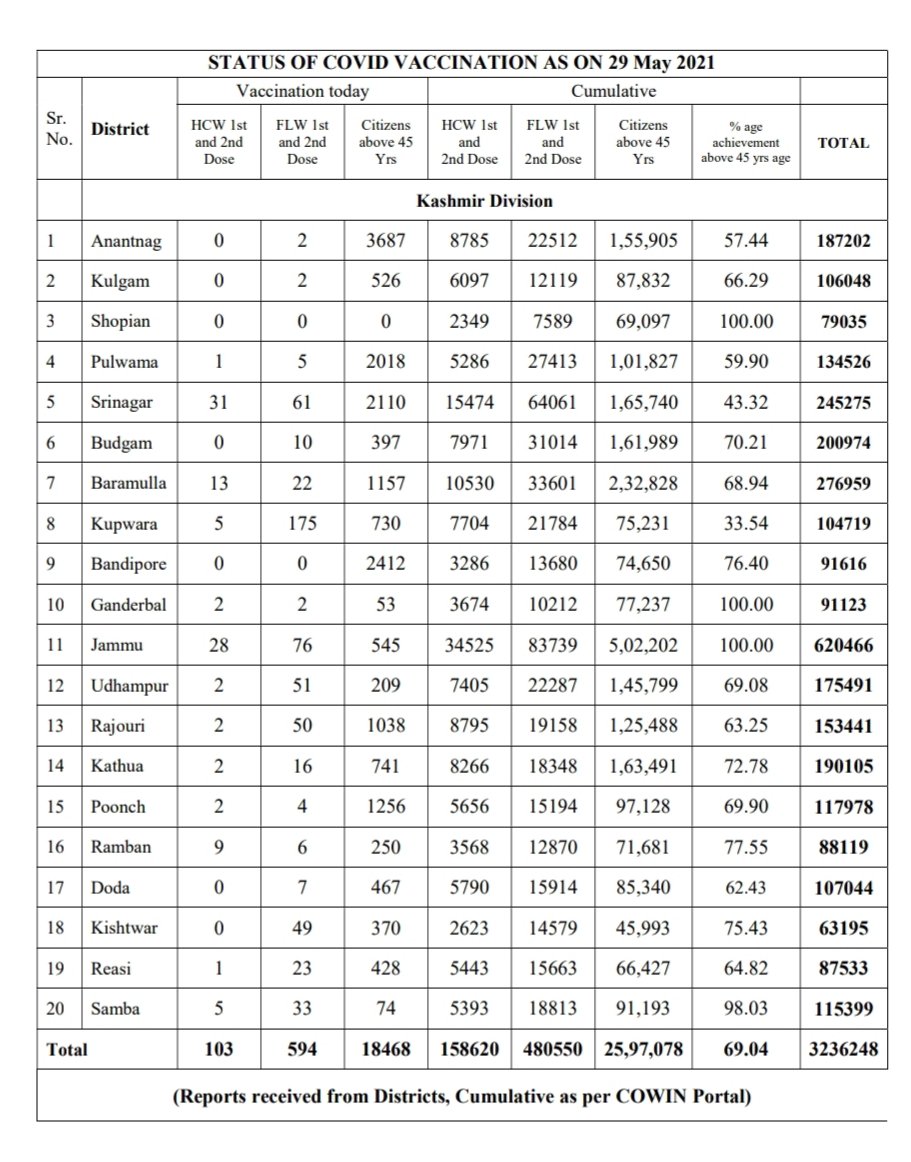 STATUS OF COVID VACCINATION AS ON 29 May 2021
Sr. No. District Vaccination today Cumulative
HCW 1st and 2nd Dose FLW 1st and 2nd Dose Citizens above 45 Yrs HCW 1st and 2nd Dose FLW 1st and 2nd Dose Citizens above 45 Yrs % age achievement above 45 yrs age TOTAL
Kashmir Division
1 Anantnag 0 2 3687 8785 22512 1,55,905 57.44 187202
2 Kulgam 0 2 526 6097 12119 87,832 66.29 106048
3 Shopian 0 0 0 2349 7589 69,097 100.00 79035
4 Pulwama 1 5 2018 5286 27413 1,01,827 59.90 134526
5 Srinagar 31 61 2110 15474 64061 1,65,740 43.32 245275
6 Budgam 0 10 397 7971 31014 1,61,989 70.21 200974
7 Baramulla 13 22 1157 10530 33601 2,32,828 68.94 276959
8 Kupwara 5 175 730 7704 21784 75,231 33.54 104719
9 Bandipore 0 0 2412 3286 13680 74,650 76.40 91616
10 Ganderbal 2 2 53 3674 10212 77,237 100.00 91123
11 Jammu 28 76 545 34525 83739 5,02,202 100.00 620466
12 Udhampur 2 51 209 7405 22287 1,45,799 69.08 175491
13 Rajouri 2 50 1038 8795 19158 1,25,488 63.25 153441
14 Kathua 2 16 741 8266 18348 1,63,491 72.78 190105
15 Poonch 2 4 1256 5656 15194 97,128 69.90 117978
16 Ramban 9 6 250 3568 12870 71,681 77.55 88119
17 Doda 0 7 467 5790 15914 85,340 62.43 107044
18 Kishtwar 0 49 370 2623 14579 45,993 75.43 63195
19 Reasi 1 23 428 5443 15663 66,427 64.82 87533
20 Samba 5 33 74 5393 18813 91,193 98.03 115399
Total 103 594 18468 158620 480550 25,97,078 69.04 3236248
(Reports received from Districts, Cumulative as per COWIN Portal)